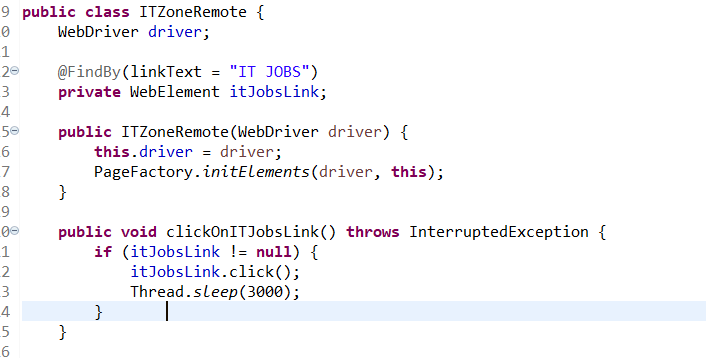 9 public class ITZoneRemote {
0     WebDriver driver;
1
2     @FindBy(linkText = "IT JOBS")
3     private WebElement itJobsLink;
4
5     public ITZoneRemote(WebDriver driver) {
6         this.driver = driver;
7         PageFactory.initElements(driver, this);
8     }
9
0     public void clickOnITJobsLink() throws InterruptedException {
1         if (itJobsLink != null) {
2             itJobsLink.click();
3             Thread.sleep(3000);
4         }
5     }
6